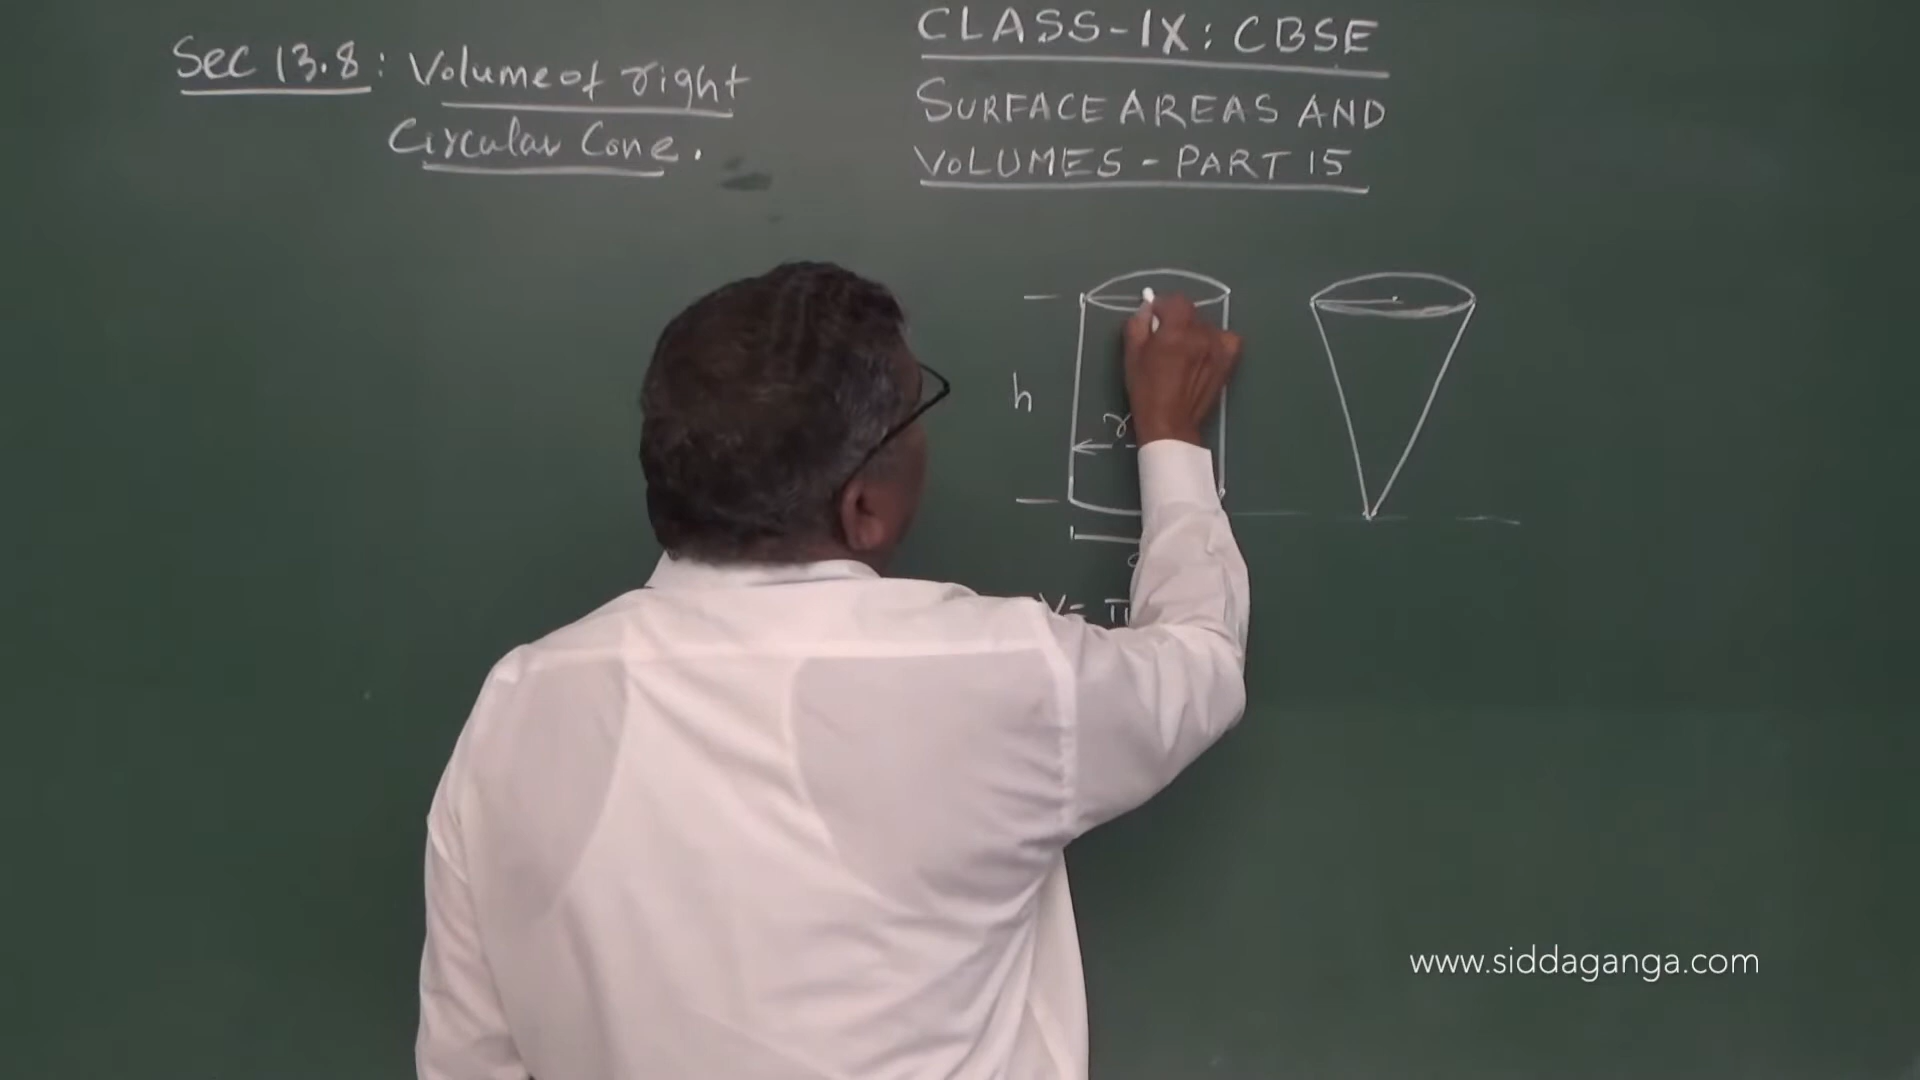 Sec 13.8: Volume of right
Circular Cone.
CLASS-IX: CBSE
SURFACE AREAS AND
VOLUMES - PART 15
h
r
V= π
www.siddaganga.com